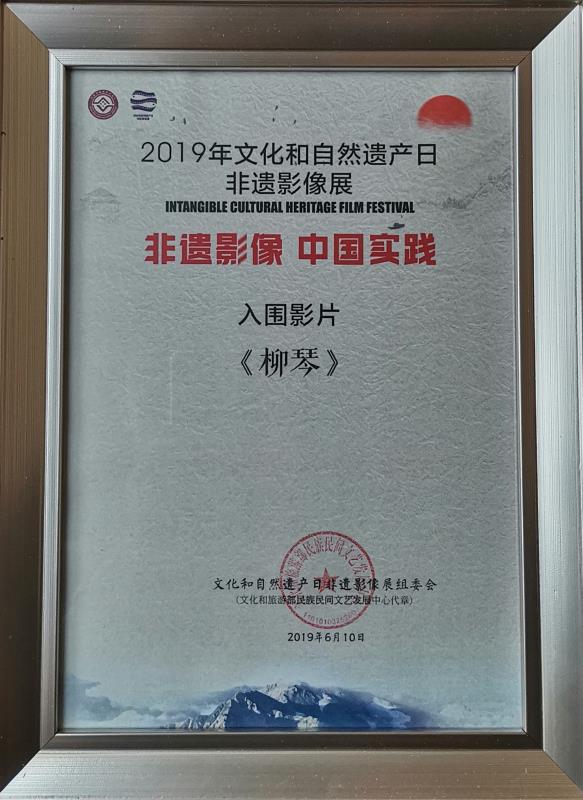 2019年文化和自然遗产日
非遗影像展
INTANGIBLE CULTURAL HERITAGE FILM FESTIVAL
非遗影像 中国实践
入围影片
《柳琴》
文化和自然遗产日非遗影像展组委会
(文化和旅游部民族民间文艺发展中心代章)
2019年6月10日